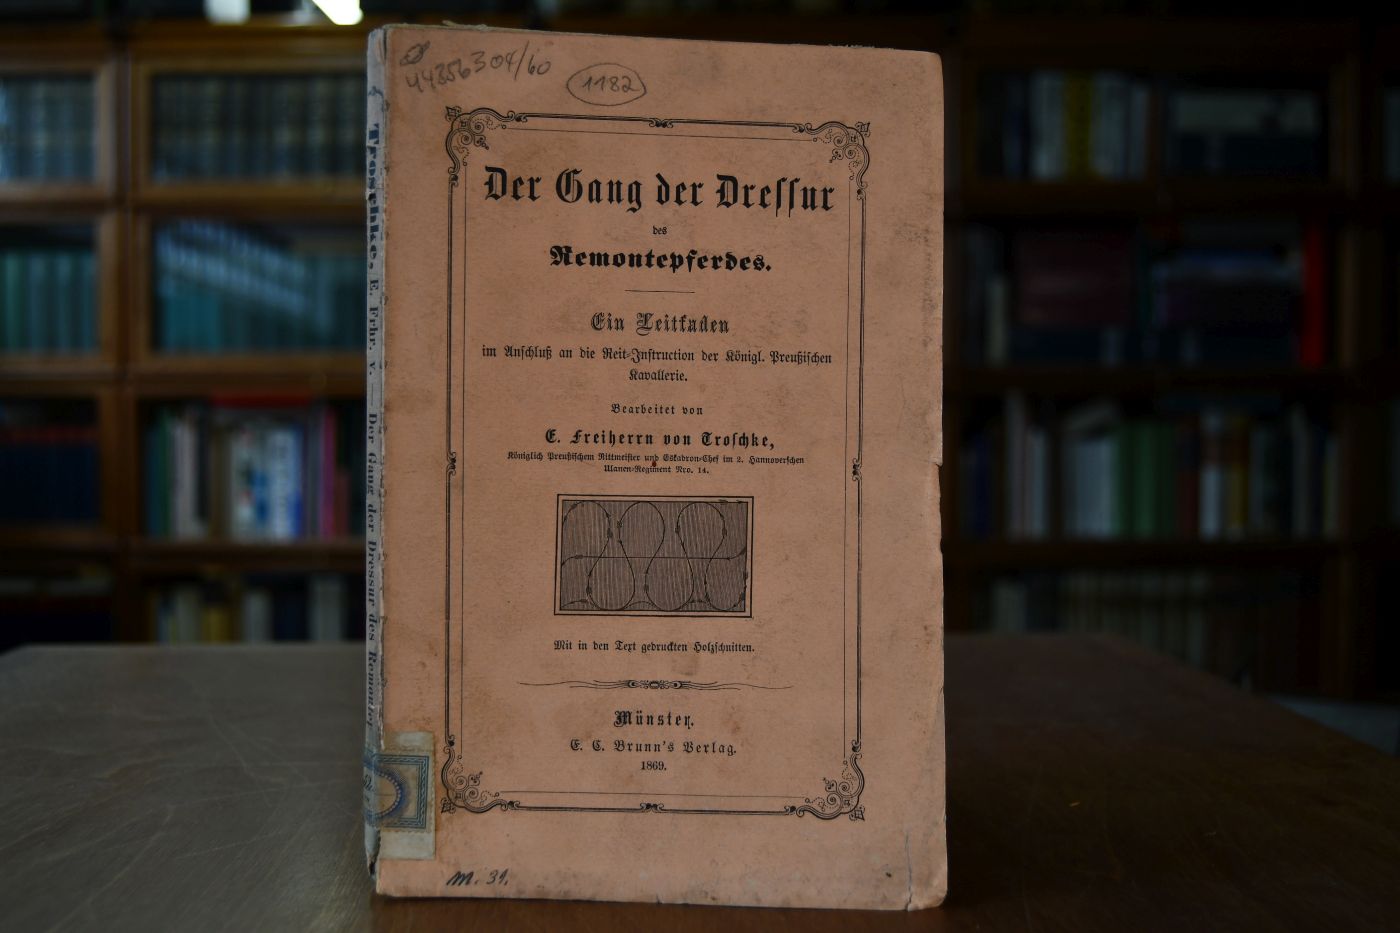 44356304/60
1182
Der Gang der Dressur
des
Remontepferdes.
Ein Leitfaden
im Anschluß an die Reit-Instruction der Königl. Preußischen
Kavallerie.
Bearbeitet von
E. Freiherrn von Troschke,
Königlich Preußischem Rittmeister und Eskadron-Chef im 2. Hannoverschen
Ulanen-Regiment Nro. 14.
Mit in den Text gedruckten Holzschnitten.
Münster.
E. C. Brunn's Verlag.
1869.
M. 31.
Troschke, E. Frhr. v. — Der Gang der Dressur des Remontepf